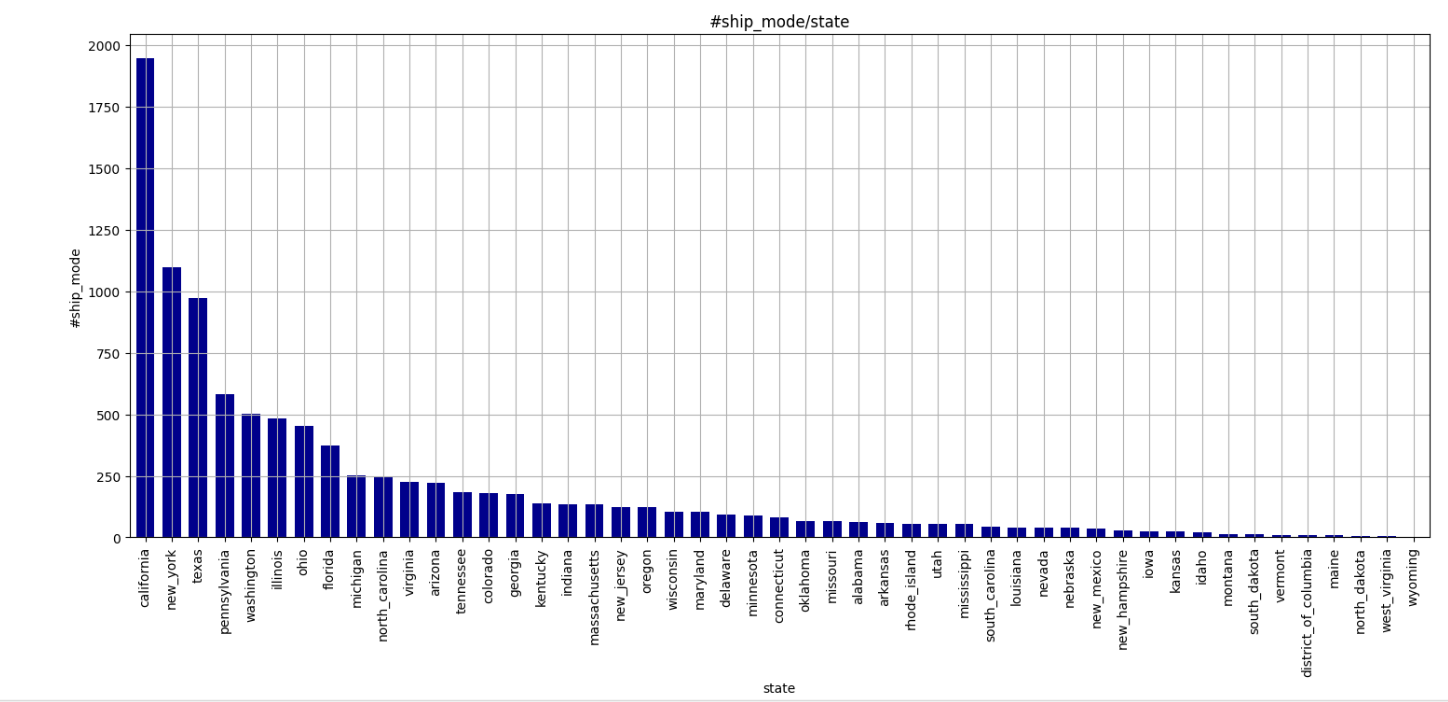 #ship_mode/state
2000
1750
1500
1250
1000
750
500
250
0
#ship_mode
california
new_york
texas
pennsylvania
washington
illinois
ohio
florida
michigan
north_carolina
virginia
arizona
tennessee
colorado
georgia
kentucky
indiana
massachusetts
new_jersey
oregon
wisconsin
maryland
delaware
minnesota
connecticut
oklahoma
missouri
alabama
arkansas
rhode_island
utah
mississippi
south_carolina
louisiana
nevada
nebraska
new_mexico
new_hampshire
iowa
kansas
idaho
montana
south_dakota
vermont
district_of_columbia
maine
north_dakota
west_virginia
wyoming
state